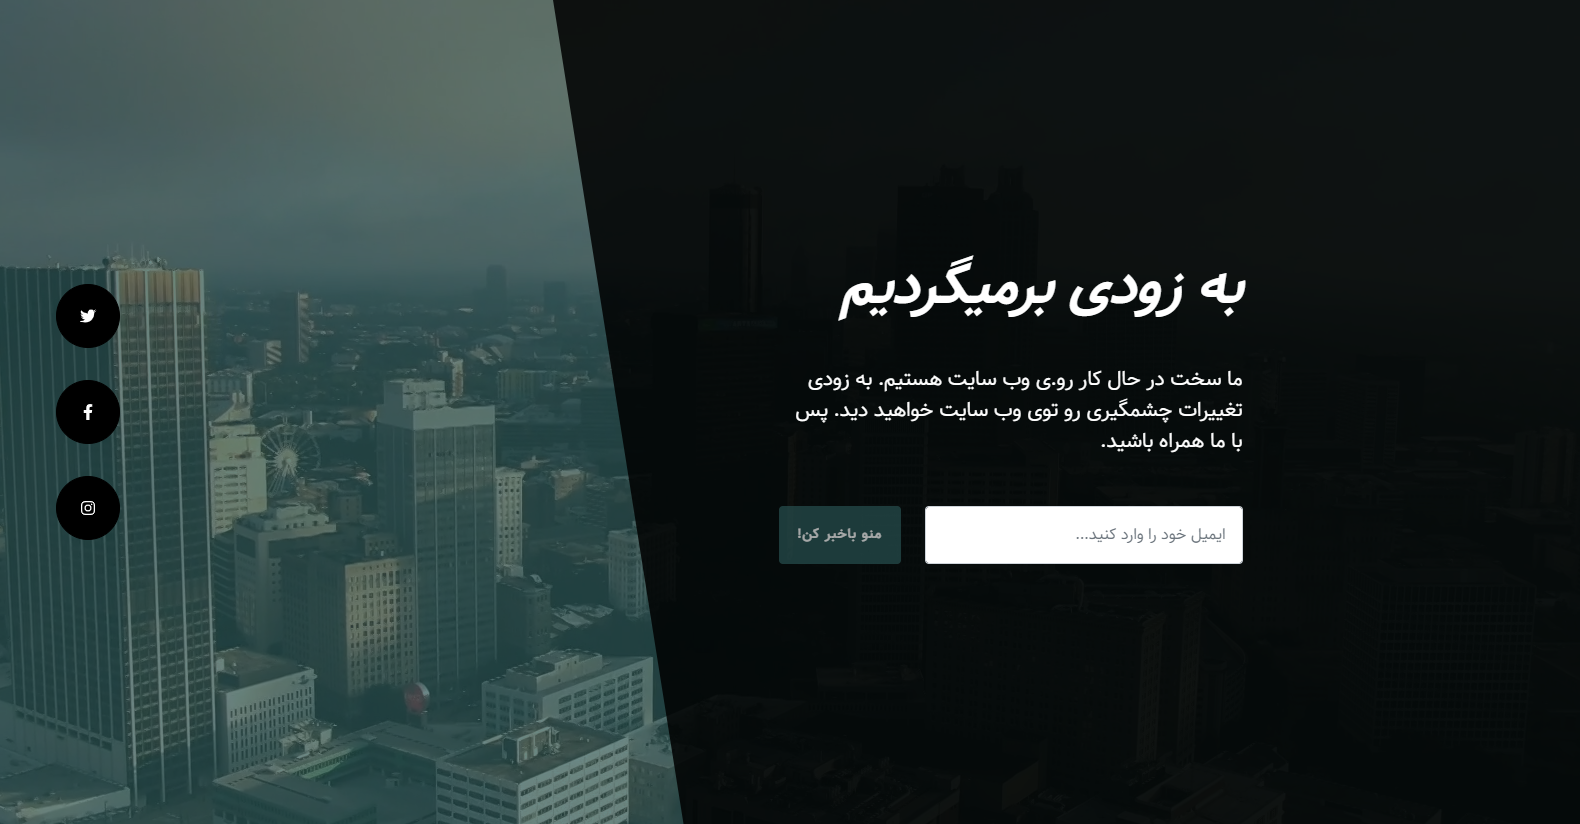 به زودی برمیگردیم
ما سخت در حال کار رو.ی وب سایت هستیم. به زودی
تغییرات چشمگیری رو توی وب سایت خواهید دید. پس
با ما همراه باشید.
ایمیل خود را وارد کنید...
منو باخبر کن!